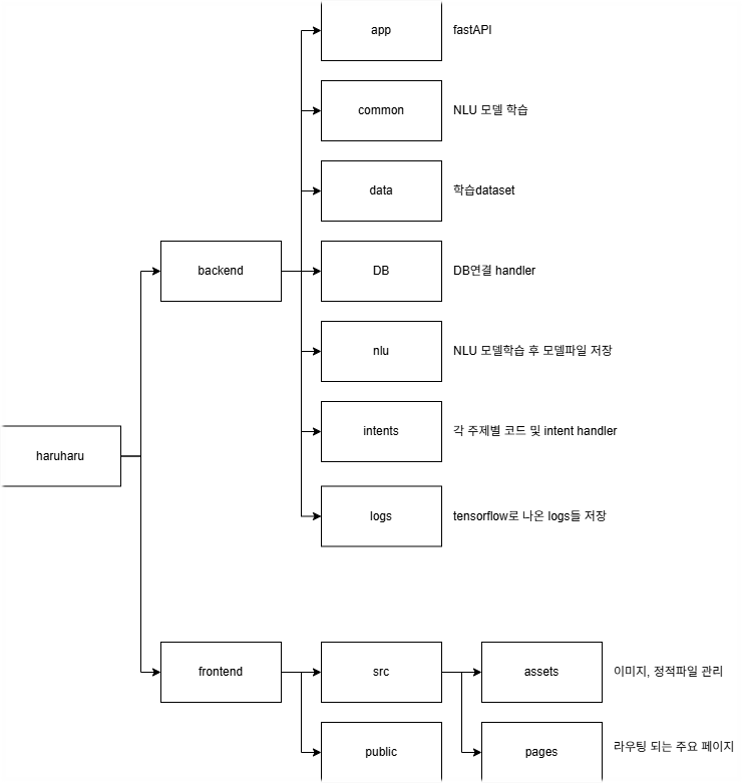 app fastAPI
common NLU 모델 학습
data 학습dataset
backend DB DB연결 handler
nlu NLU 모델학습 후 모델파일 저장
intents 각 주제별 코드 및 intent handler
haruharu
logs tensorflow로 나온 logs들 저장
frontend src assets 이미지, 정적파일 관리
public pages 라우팅 되는 주요 페이지